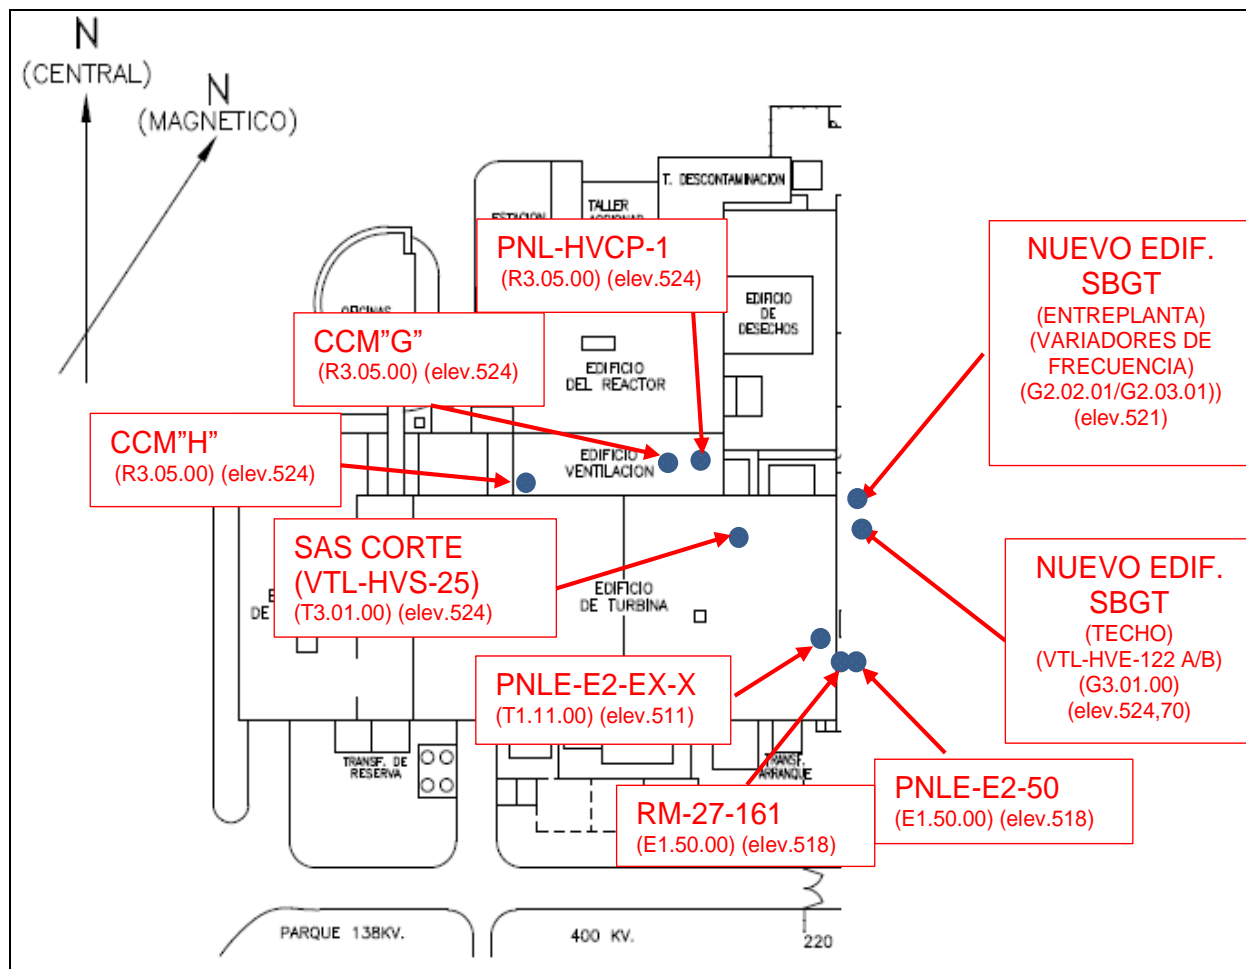 N
(CENTRAL)
N
(MAGNETICO)
T. DESCONTAMINACION
TALLER
PNL-HVCP-1
(R3.05.00) (elev.524)
NUEVO EDIF.
SBGT
(ENTREPLANTA)
(VARIADORES DE
FRECUENCIA)
(G2.02.01/G2.03.01))
(elev.521)
EDIFICIO
DE
DESECHOS
CCM”G”
(R3.05.00) (elev.524)
EDIFICIO
DEL REACTOR
CCM”H”
(R3.05.00) (elev.524)
EDIFICIO
VENTILACION
SAS CORTE
(VTL-HVS-25)
(T3.01.00) (elev.524)
EDIFICIO
DE TURBINA
DE
NUEVO EDIF.
SBGT
(TECHO)
(VTL-HVE-122 A/B)
(G3.01.00)
(elev.524,70)
PNLE-E2-EX-X
(T1.11.00) (elev.511)
TRANSF. DE
RESERVA
TRANSF.
ARRANQUE
PNLE-E2-50
(E1.50.00) (elev.518)
RM-27-161
(E1.50.00) (elev.518)
PARQUE 138KV.
400 KV.
220